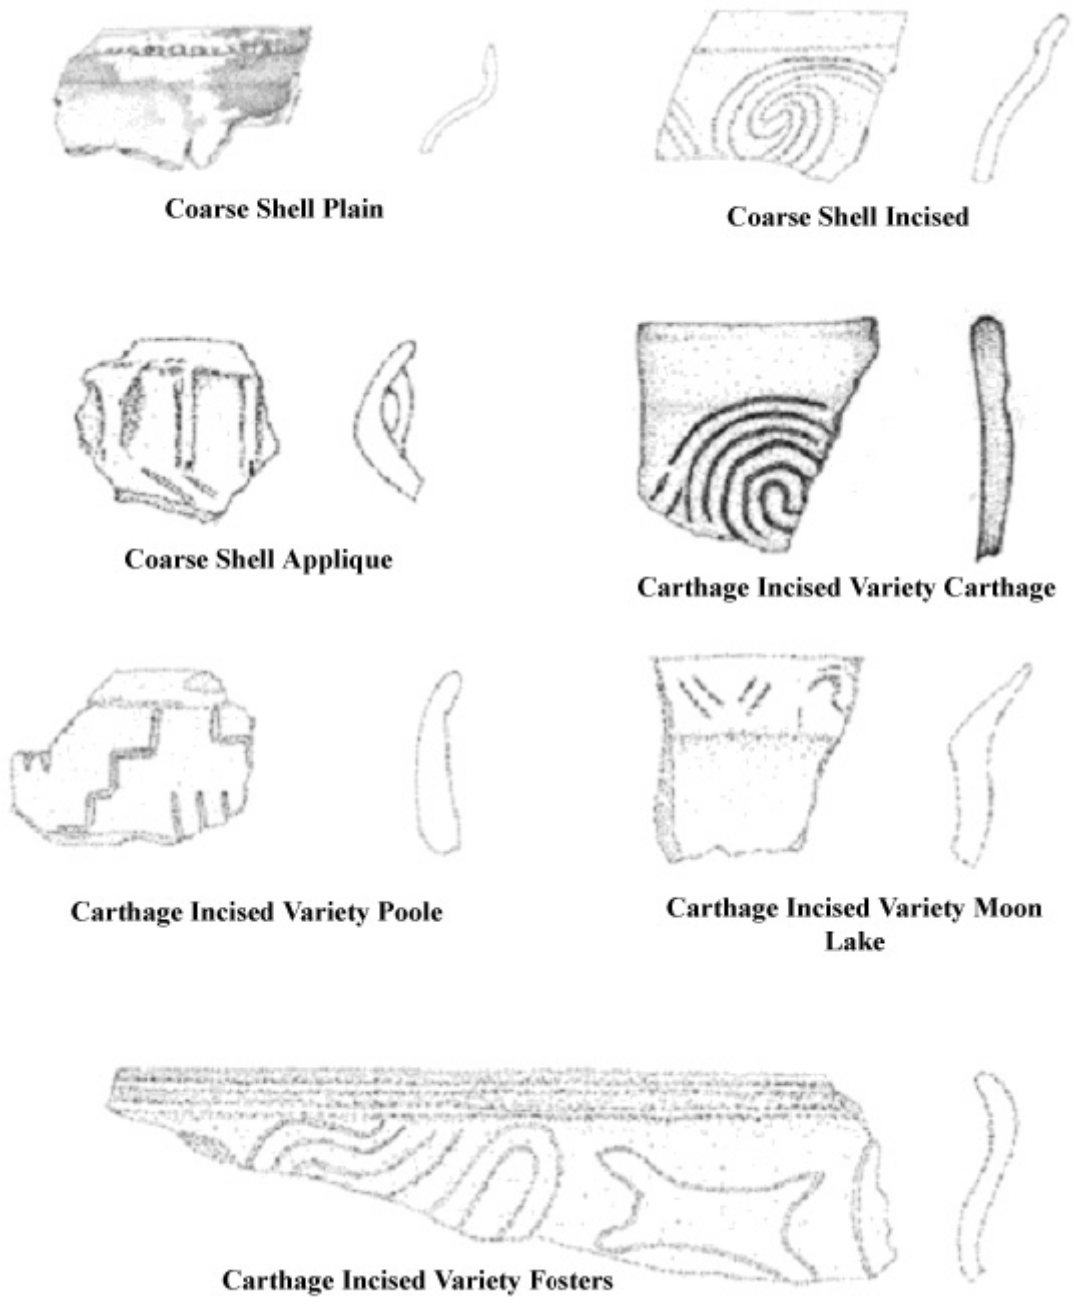 Coarse Shell Plain
Coarse Shell Incised
Coarse Shell Applique
Carthage Incised Variety Carthage
Carthage Incised Variety Poole
Carthage Incised Variety Moon
Lake
Carthage Incised Variety Fosters